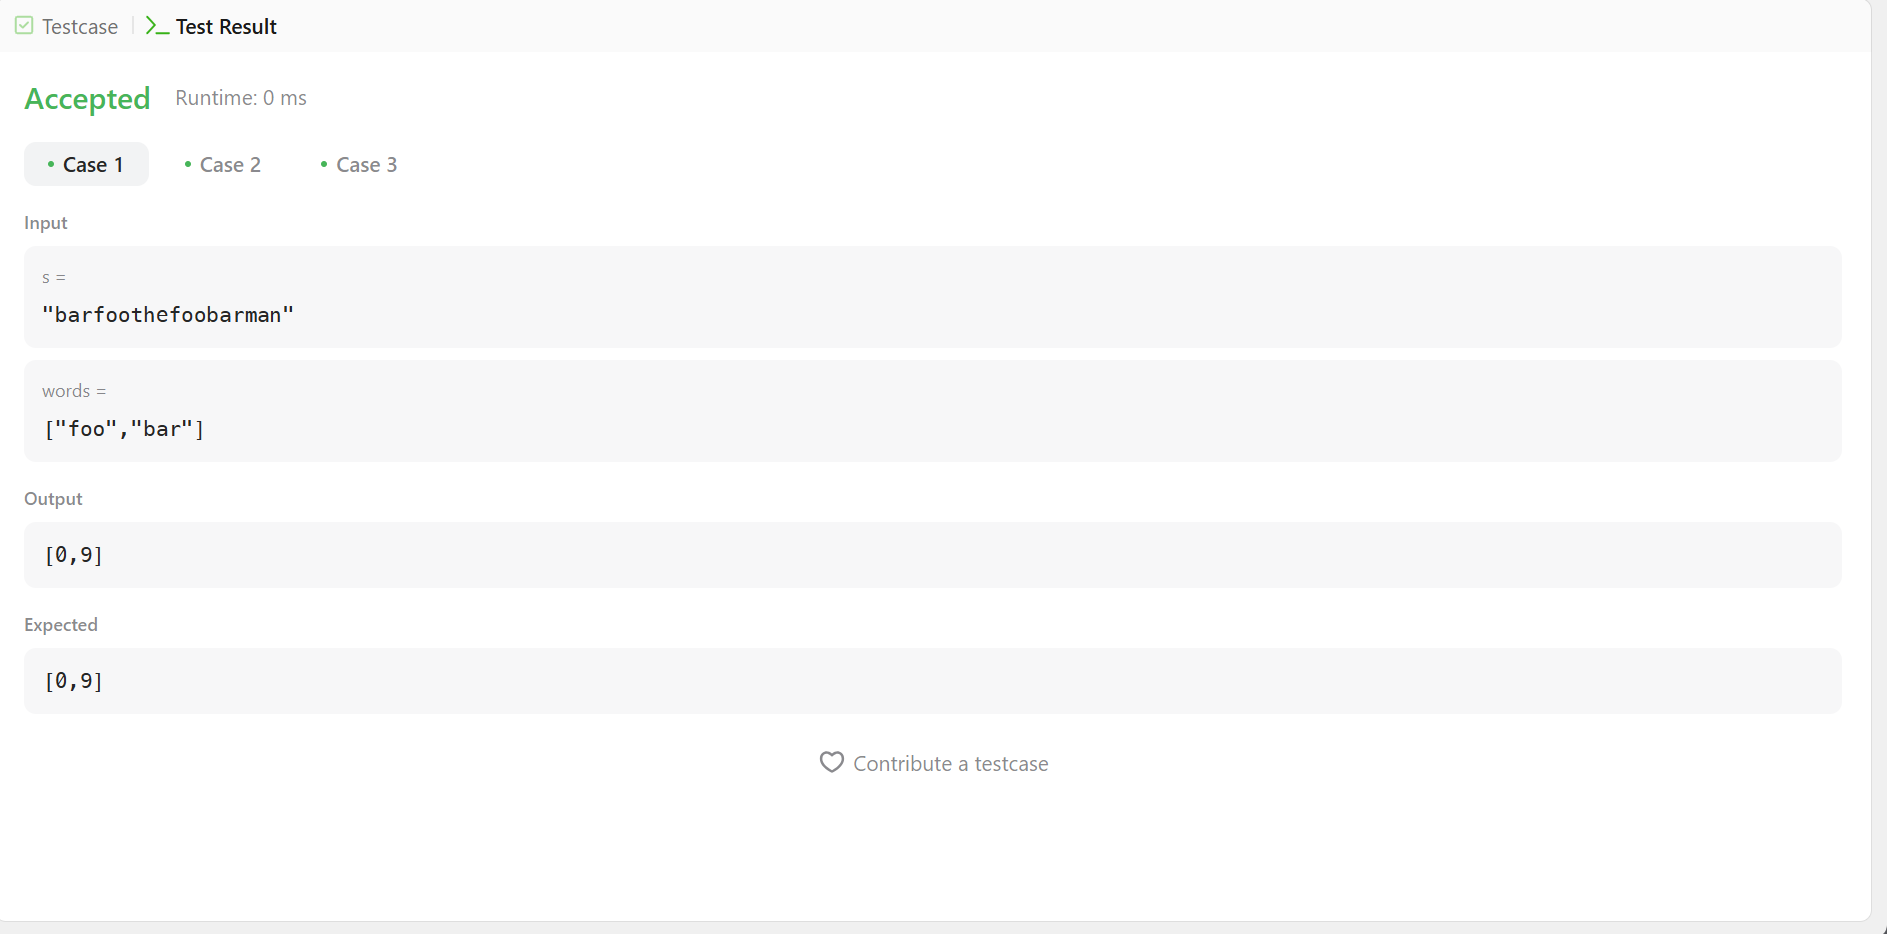 Testcase Test Result
Accepted Runtime: 0 ms
Case 1 Case 2 Case 3
Input
s =
"barfoothefoobarman"
words =
["foo","bar"]
Output
[0,9]
Expected
[0,9]
Contribute a testcase